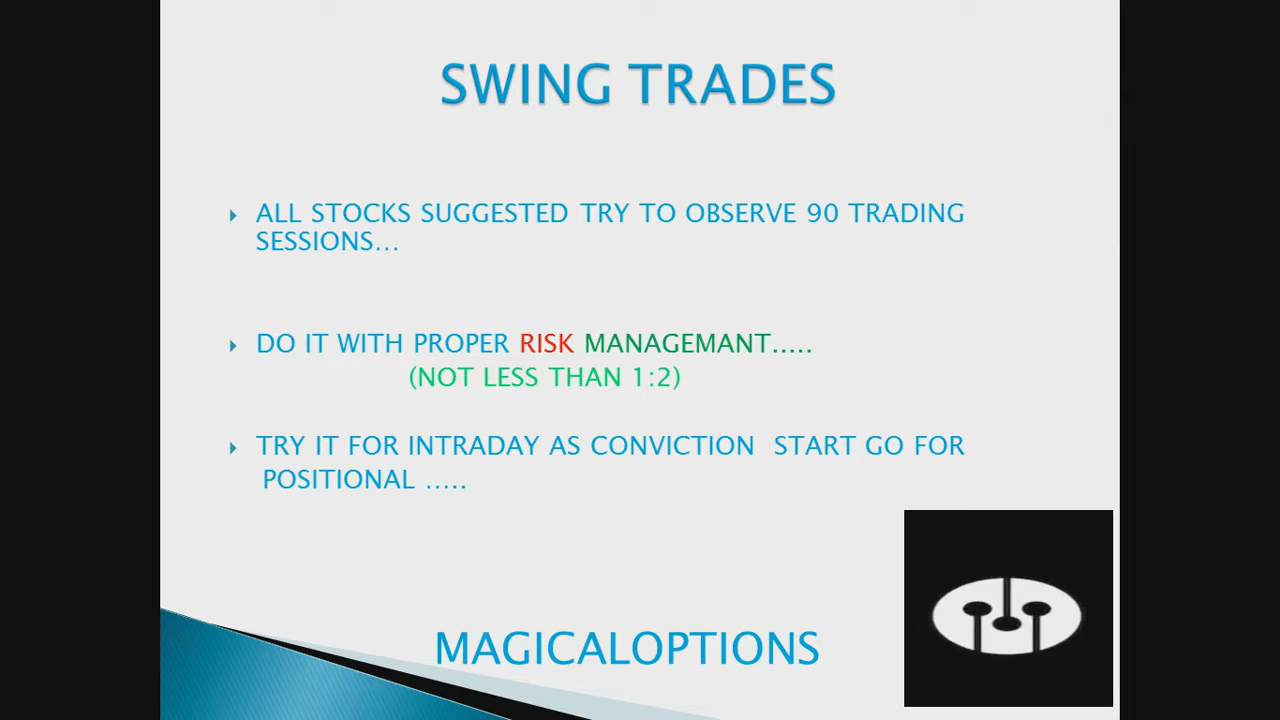 SWING TRADES
ALL STOCKS SUGGESTED TRY TO OBSERVE 90 TRADING
SESSIONS...
DO IT WITH PROPER RISK MANAGEMANT.....
(NOT LESS THAN 1:2)
TRY IT FOR INTRADAY AS CONVICTION START GO FOR
POSITIONAL .....
MAGICALOPTIONS